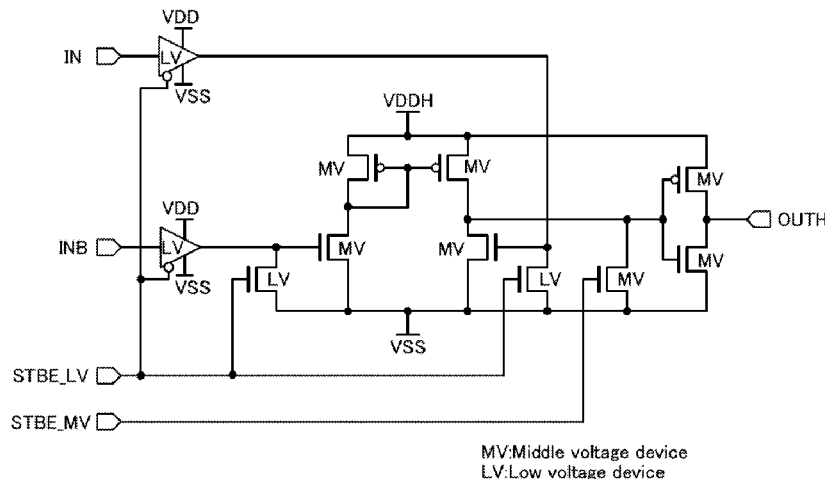 VDD
IN
LV
VSS
VDDH
MV
MV
MV
VDD
OUTH
INB
LV
MV
MV
MV
LV
LV
MV
VSS
VSS
STBE_LV
STBE_MV
MV:Middle voltage device
LV:Low voltage device